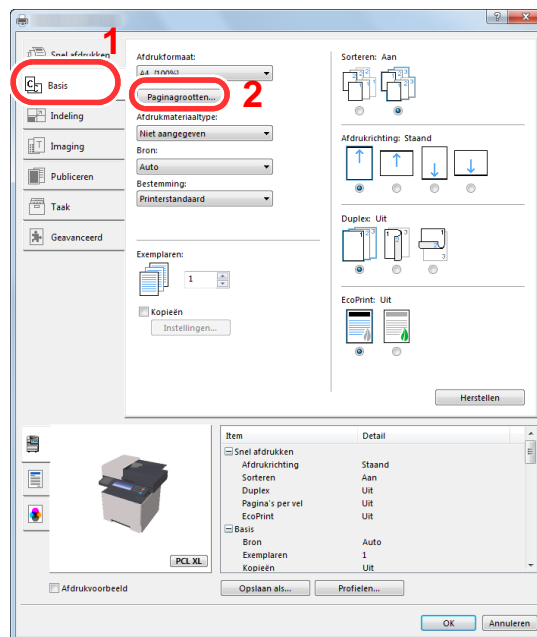 1
Snel afdrukken
Basis
Indeling
Imaging
Publiceren
Taak
Geavanceerd
Afdrukformaat:
A4 [100%]
Paginagrootten...
2
Afdrukmateriaaltype:
Niet aangegeven
Bron:
Auto
Bestemming:
Printerstandaard
Exemplaren:
1
Kopieën
Instellingen...
Sorteren: Aan
Afdrukrichting: Staand
Duplex: Uit
EcoPrint: Uit
Herstellen
PCL XL
Afdrukvoorbeeld
Item Detail
Snel afdrukken
Afdrukrichting Staand
Sorteren Aan
Duplex Uit
Pagina's per vel Uit
EcoPrint Uit
Basis
Bron Auto
Exemplaren 1
Kopieën Uit
Opslaan als... Profielen...
OK Annuleren